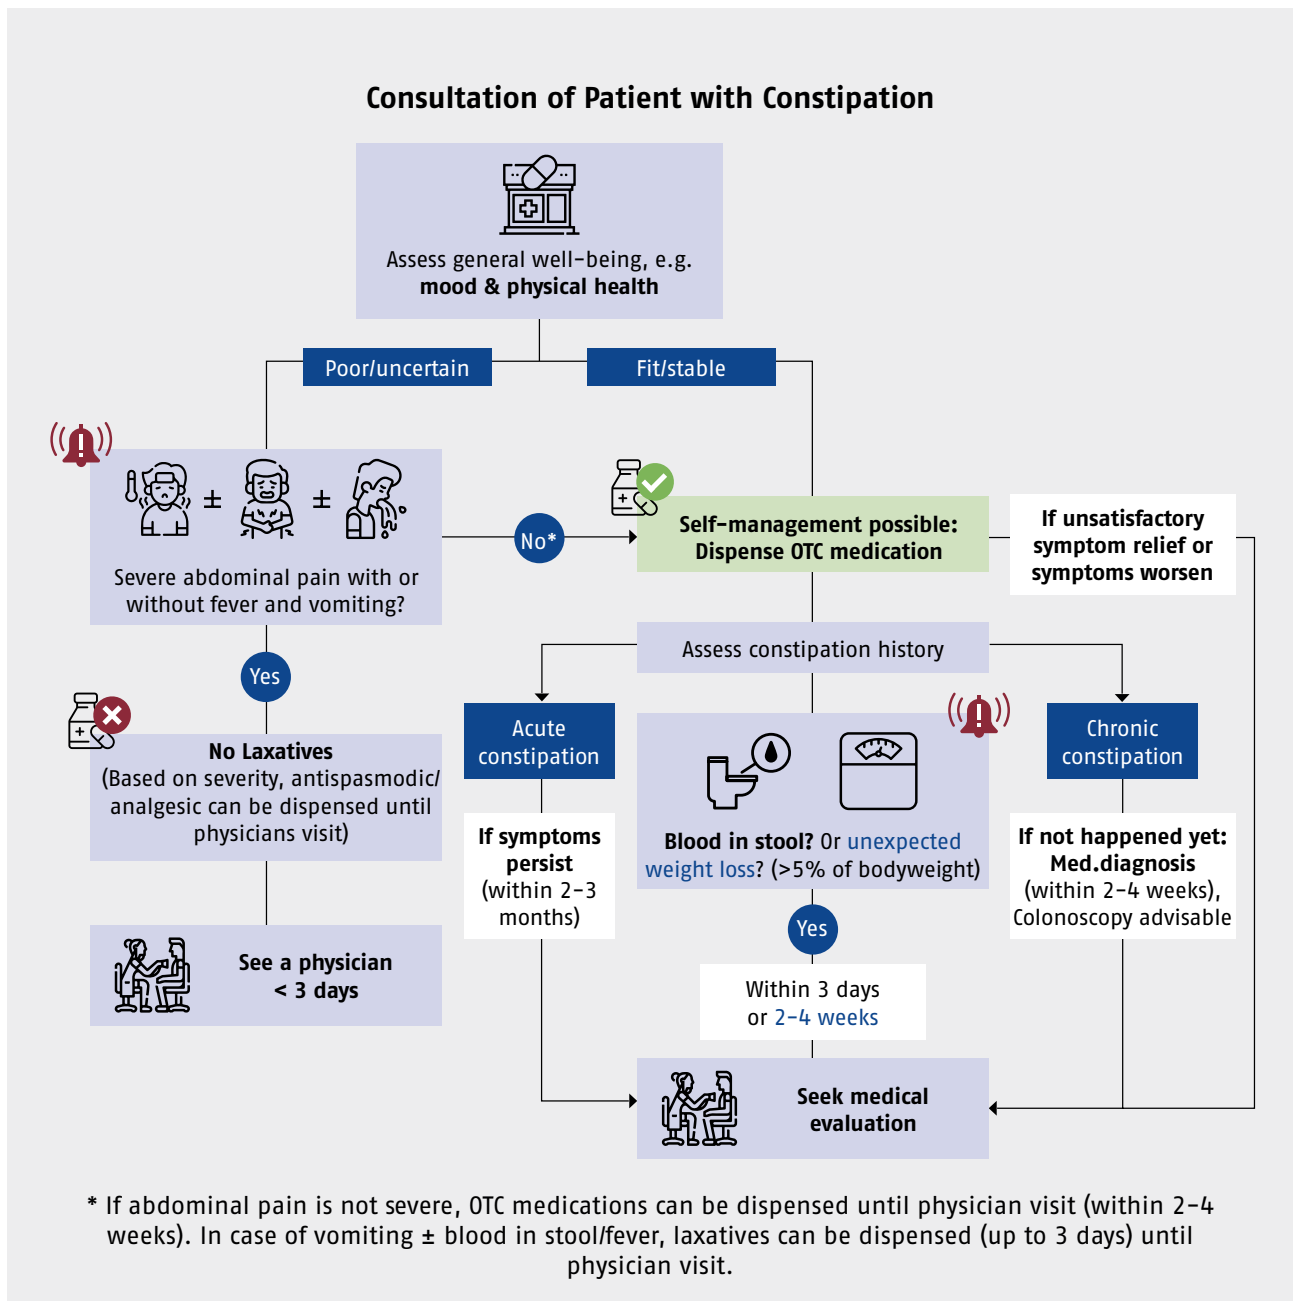 Consultation of Patient with Constipation
Assess general well-being, e.g.
mood & physical health
Poor/uncertain
Fit/stable
±
±
Severe abdominal pain with or
without fever and vomiting?
No*
Self-management possible:
Dispense OTC medication
If unsatisfactory
symptom relief or
symptoms worsen
Yes
Assess constipation history
No Laxatives
(Based on severity, antispasmodic/
analgesic can be dispensed until
physicians visit)
Acute
constipation
Chronic
constipation
If symptoms
persist
(within 2-3
months)
Blood in stool? Or unexpected
weight loss? (>5% of bodyweight)
If not happened yet:
Med.diagnosis
(within 2-4 weeks),
Colonoscopy advisable
Yes
See a physician
< 3 days
Within 3 days
or 2-4 weeks
Seek medical
evaluation
* If abdominal pain is not severe, OTC medications can be dispensed until physician visit (within 2-4
weeks). In case of vomiting ± blood in stool/fever, laxatives can be dispensed (up to 3 days) until
physician visit.